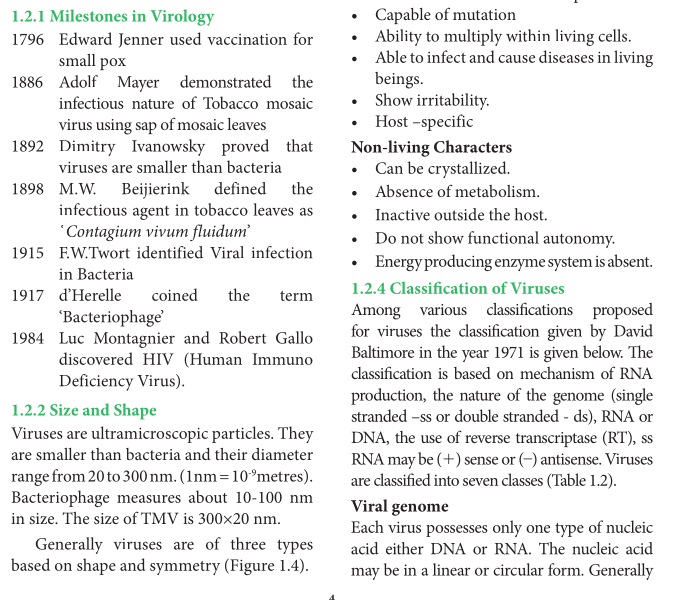 1.2.1 Milestones in Virology
1796 Edward Jenner used vaccination for
small pox
1886 Adolf Mayer demonstrated the
infectious nature of Tobacco mosaic
virus using sap of mosaic leaves
1892 Dimitry Ivanowsky proved that
viruses are smaller than bacteria
1898 M.W. Beijierink defined the
infectious agent in tobacco leaves as
‘Contagium vivum fluidum’
1915 F.W.Twort identified Viral infection
in Bacteria
1917 d’Herelle coined the term
‘Bacteriophage’
1984 Luc Montagnier and Robert Gallo
discovered HIV (Human Immuno
Deficiency Virus).
1.2.2 Size and Shape
Viruses are ultramicroscopic particles. They
are smaller than bacteria and their diameter
range from 20 to 300 nm. (1nm = 10⁻⁹metres).
Bacteriophage measures about 10-100 nm
in size. The size of TMV is 300×20 nm.
Generally viruses are of three types
based on shape and symmetry (Figure 1.4).
• Capable of mutation
• Ability to multiply within living cells.
• Able to infect and cause diseases in living
beings.
• Show irritability.
• Host –specific
Non-living Characters
• Can be crystallized.
• Absence of metabolism.
• Inactive outside the host.
• Do not show functional autonomy.
• Energy producing enzyme system is absent.
1.2.4 Classification of Viruses
Among various classifications proposed
for viruses the classification given by David
Baltimore in the year 1971 is given below. The
classification is based on mechanism of RNA
production, the nature of the genome (single
stranded –ss or double stranded - ds), RNA or
DNA, the use of reverse transcriptase (RT), ss
RNA may be (+) sense or (−) antisense. Viruses
are classified into seven classes (Table 1.2).
Viral genome
Each virus possesses only one type of nucleic
acid either DNA or RNA. The nucleic acid
may be in a linear or circular form. Generally